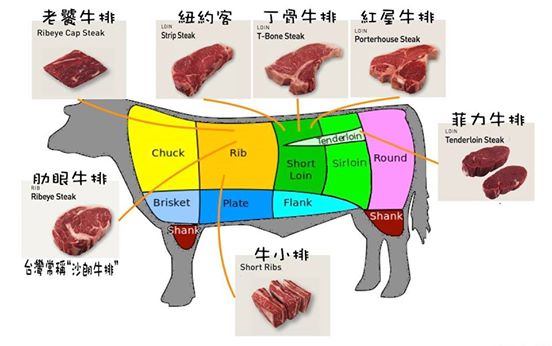 老饕牛排
Ribeye Cap Steak
紐約客
LOIN
Strip Steak
丁骨牛排
LOIN
T-Bone Steak
紅屋牛排
LOIN
Porterhouse Steak
菲力牛排
LOIN
Tenderloin Steak
Chuck
Rib
Short
Loin
Tenderloin
Sirloin
Round
肋眼牛排
RIB
Ribeye Steak
台灣常稱"沙朗牛排"
Brisket
Plate
Flank
Shank
Shank
牛小排
Short Ribs